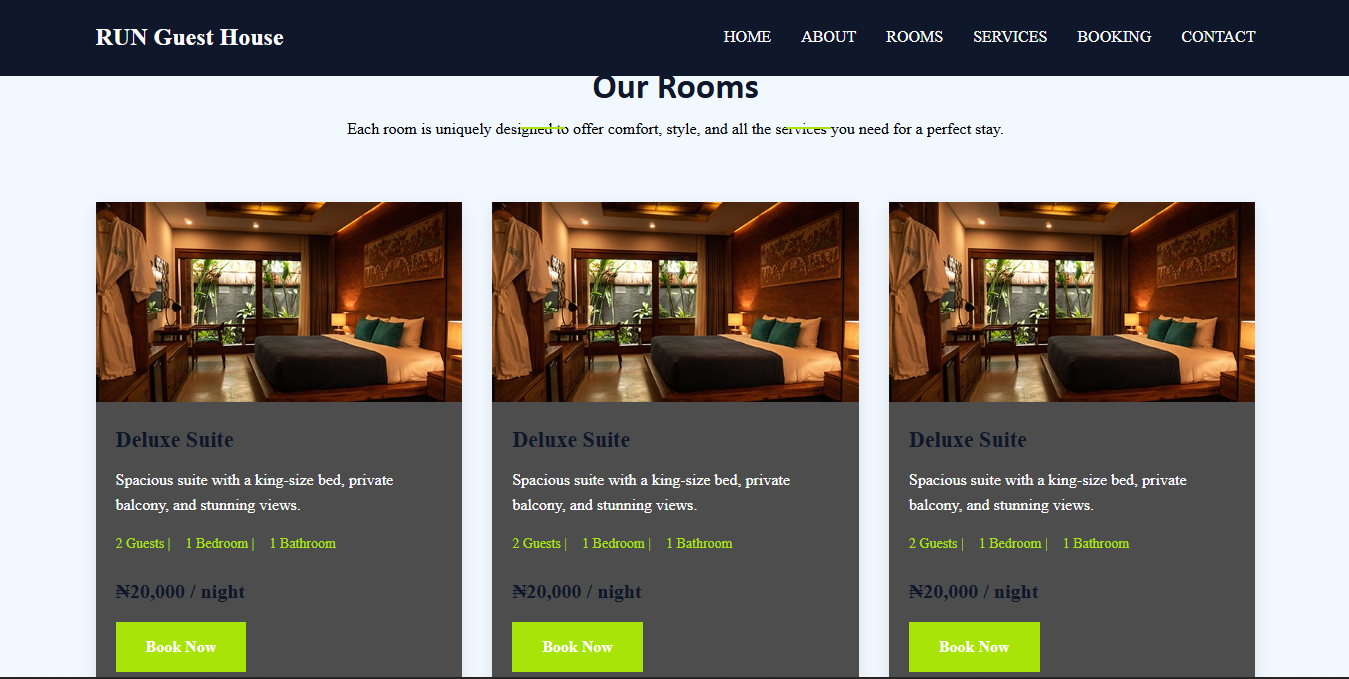 RUN Guest House
HOME ABOUT ROOMS SERVICES BOOKING CONTACT
Our Rooms
Each room is uniquely designed to offer comfort, style, and all the services you need for a perfect stay.
Deluxe Suite
Spacious suite with a king-size bed, private
balcony, and stunning views.
2 Guests | 1 Bedroom | 1 Bathroom
₦20,000 / night
Book Now
Deluxe Suite
Spacious suite with a king-size bed, private
balcony, and stunning views.
2 Guests | 1 Bedroom | 1 Bathroom
₦20,000 / night
Book Now
Deluxe Suite
Spacious suite with a king-size bed, private
balcony, and stunning views.
2 Guests | 1 Bedroom | 1 Bathroom
₦20,000 / night
Book Now